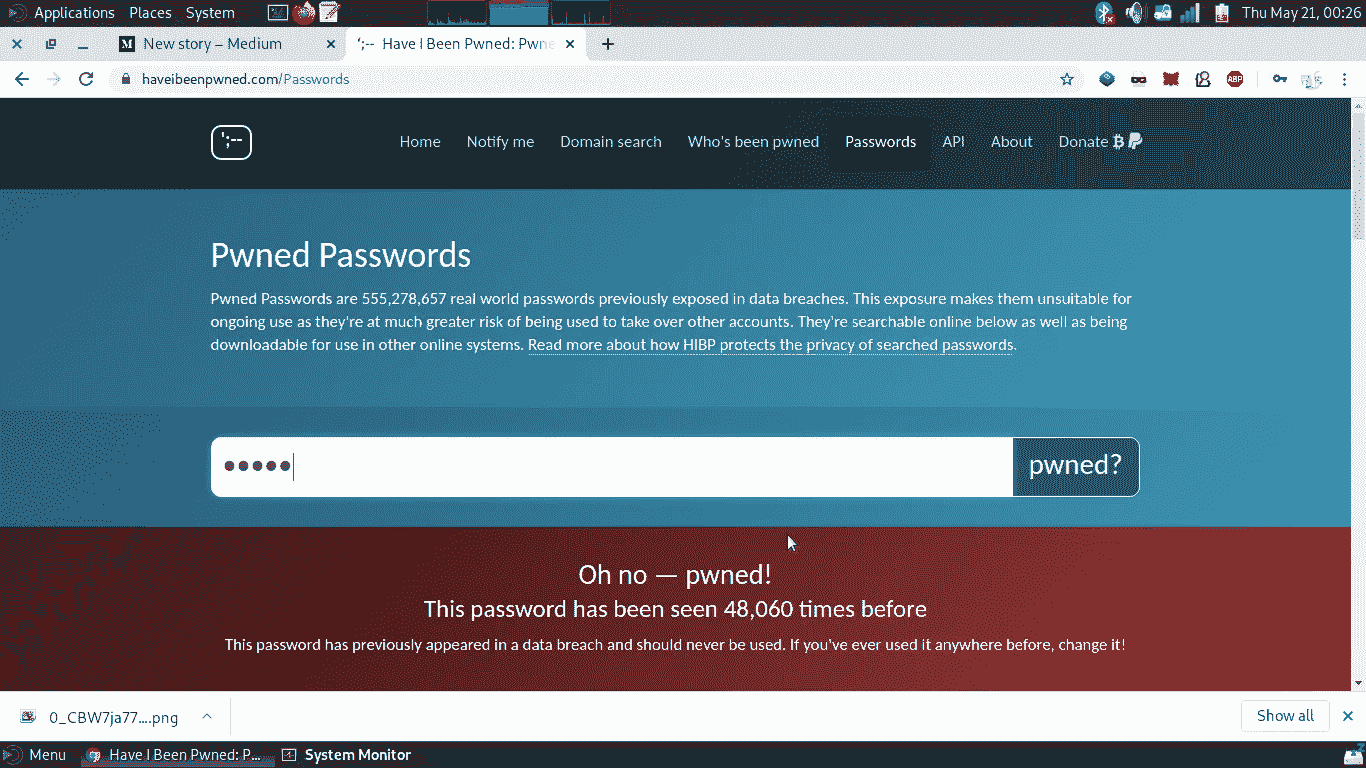 Applications Places System Thu May 21, 00:26
M New story – Medium ';-- Have I Been Pwned: Pwne
haveibeenpwned.com/Passwords ABP
';-- Home Notify me Domain search Who's been pwned Passwords API About Donate
Pwned Passwords
Pwned Passwords are 555,278,657 real world passwords previously exposed in data breaches. This exposure makes them unsuitable for
ongoing use as they're at much greater risk of being used to take over other accounts. They're searchable online below as well as being
downloadable for use in other online systems. Read more about how HIBP protects the privacy of searched passwords.
••••• pwned?
Oh no — pwned!
This password has been seen 48,060 times before
This password has previously appeared in a data breach and should never be used. If you've ever used it anywhere before, change it!
0_CBW7ja77....png Show all
Menu Have I Been Pwned: P... System Monitor